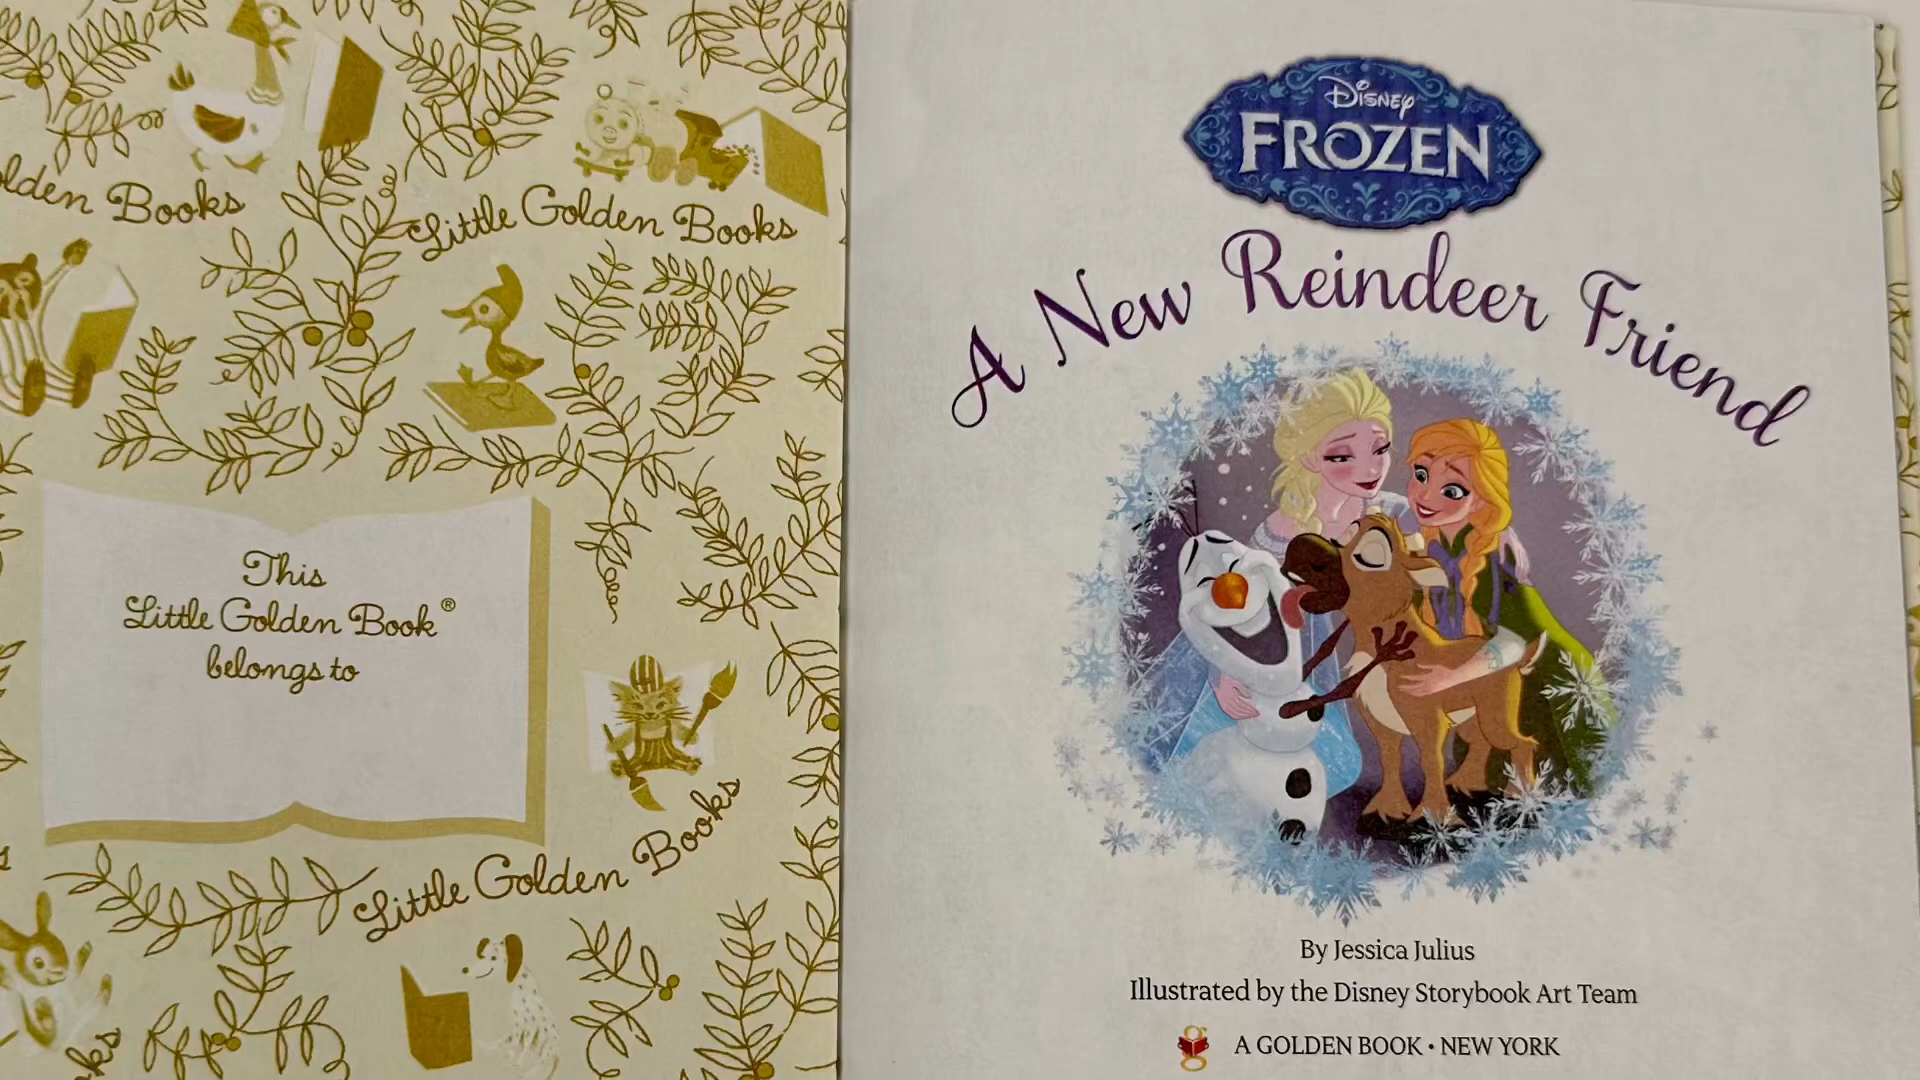 lden Books
Little Golden Books
This
Little Golden Book®
belongs to
Little Golden Books
ks
Disney
FROZEN
A New Reindeer Friend
By Jessica Julius
Illustrated by the Disney Storybook Art Team
g
A GOLDEN BOOK • NEW YORK